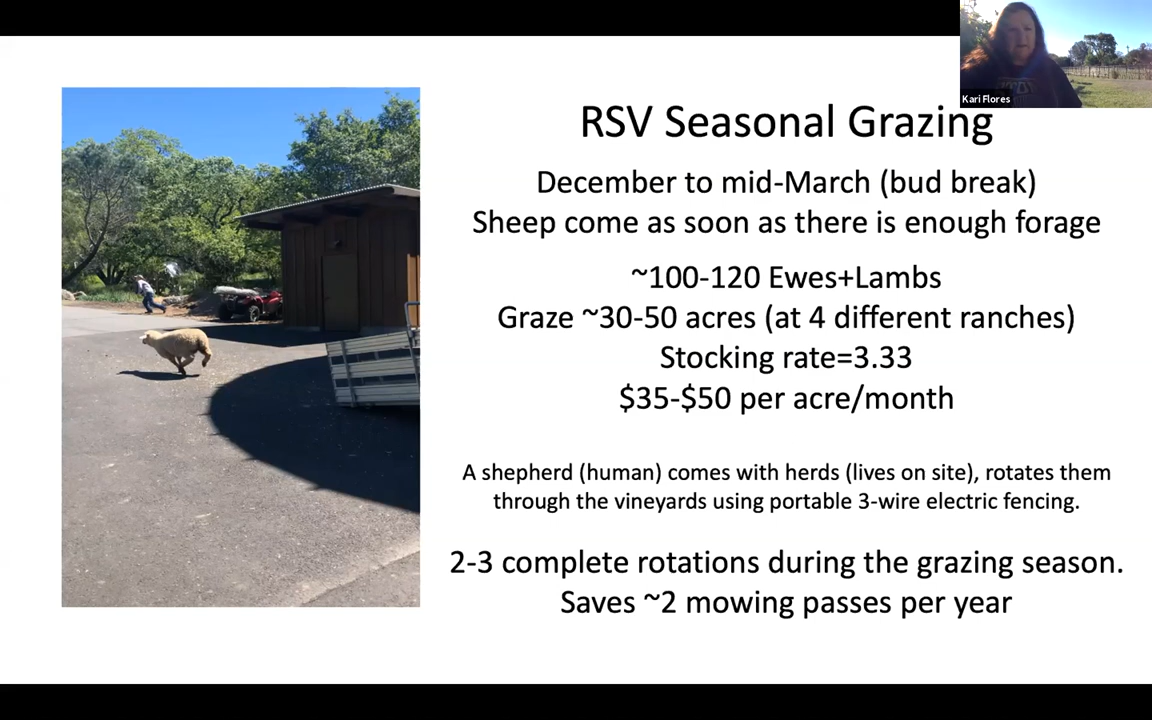 Kari Flores
RSV Seasonal Grazing
December to mid-March (bud break)
Sheep come as soon as there is enough forage
~100-120 Ewes+Lambs
Graze ~30-50 acres (at 4 different ranches)
Stocking rate=3.33
$35-$50 per acre/month
A shepherd (human) comes with herds (lives on site), rotates them
through the vineyards using portable 3-wire electric fencing.
2-3 complete rotations during the grazing season.
Saves ~2 mowing passes per year